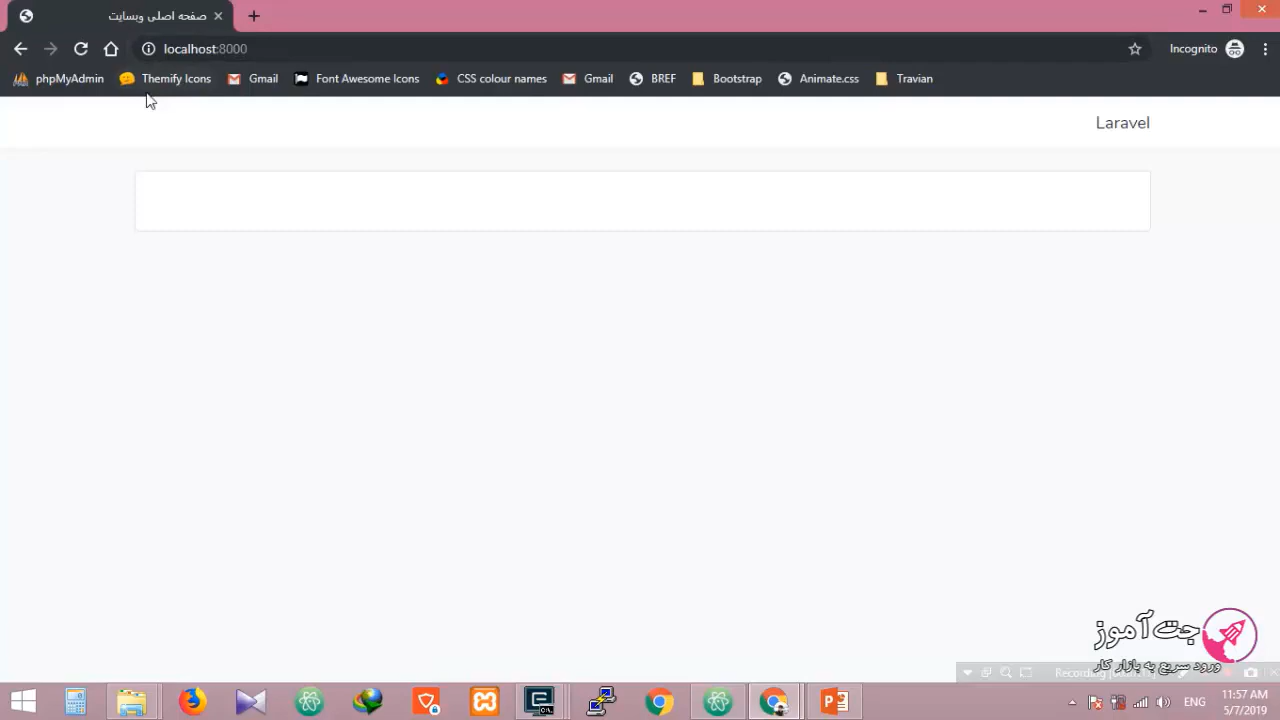 صفحه اصلی وبسایت
localhost:8000
Incognito
phpMyAdmin Themify Icons Gmail Font Awesome Icons CSS colour names Gmail BREF Bootstrap Animate.css Travian
Laravel
جت‌آموز
ورود سریع به بازار کار
Recording
ENG
11:57 AM
5/7/2019